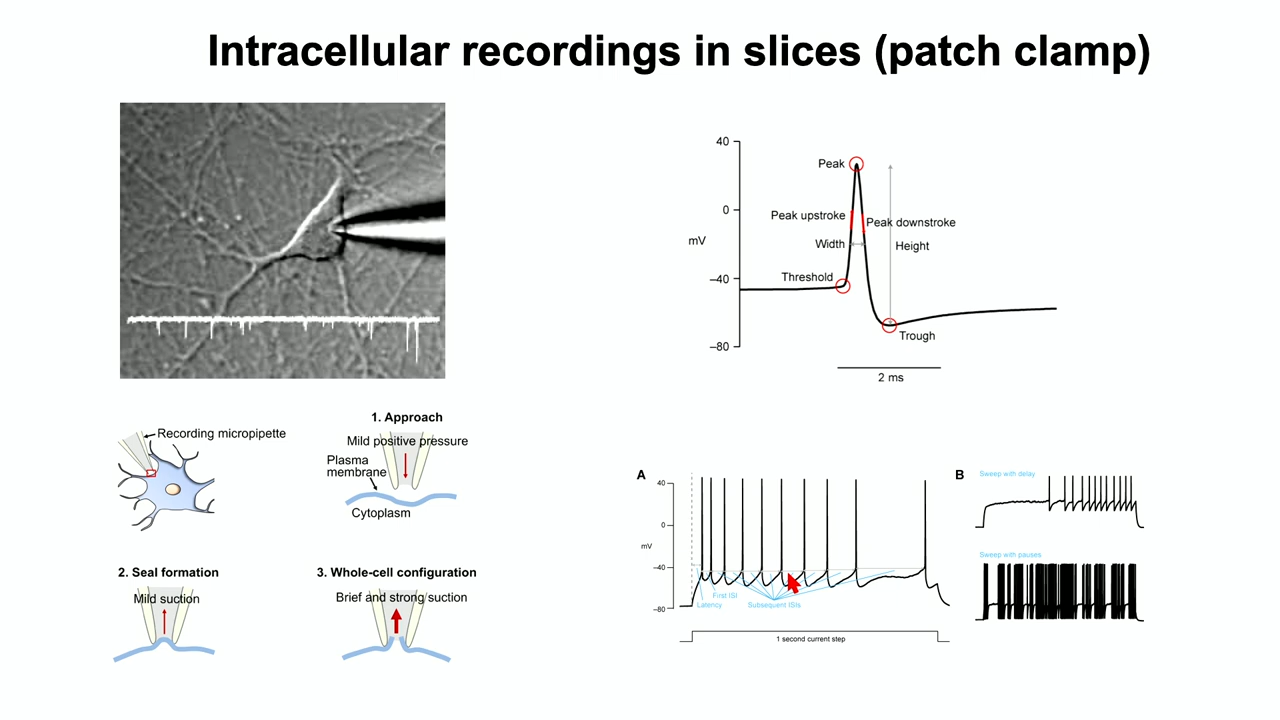 Intracellular recordings in slices (patch clamp)
40
0
–40
–80
mV
Peak
Peak upstroke
Peak downstroke
Width
Height
Threshold
Trough
2 ms
Recording micropipette
1. Approach
Mild positive pressure
Plasma
membrane
Cytoplasm
2. Seal formation
Mild suction
3. Whole-cell configuration
Brief and strong suction
A
40
0
mV
–40
–80
First ISI
Latency
Subsequent ISIs
1 second current step
B
Sweep with delay
Sweep with pauses